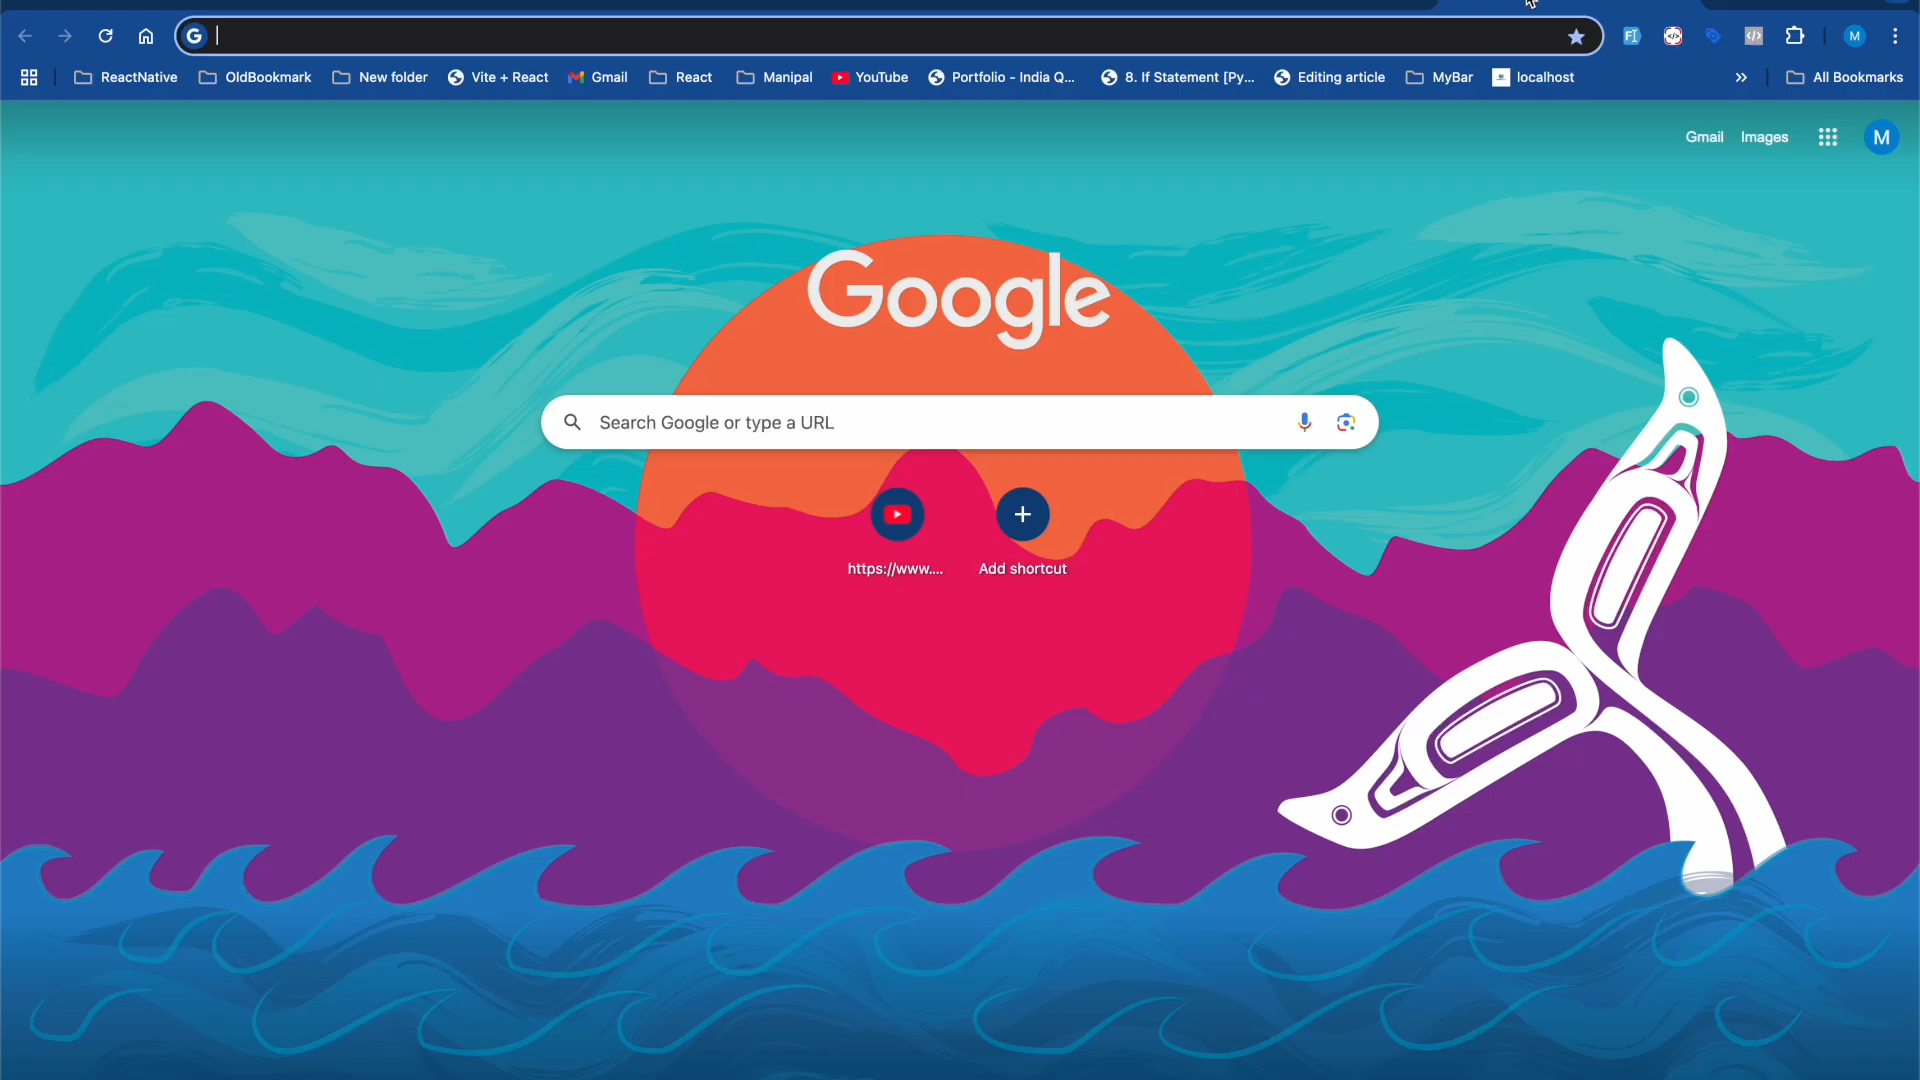 ReactNative OldBookmark New folder Vite + React Gmail React Manipal YouTube Portfolio - India Q... 8. If Statement [Py... Editing article MyBar localhost All Bookmarks
Gmail Images M
Google
Search Google or type a URL
https://www.... Add shortcut